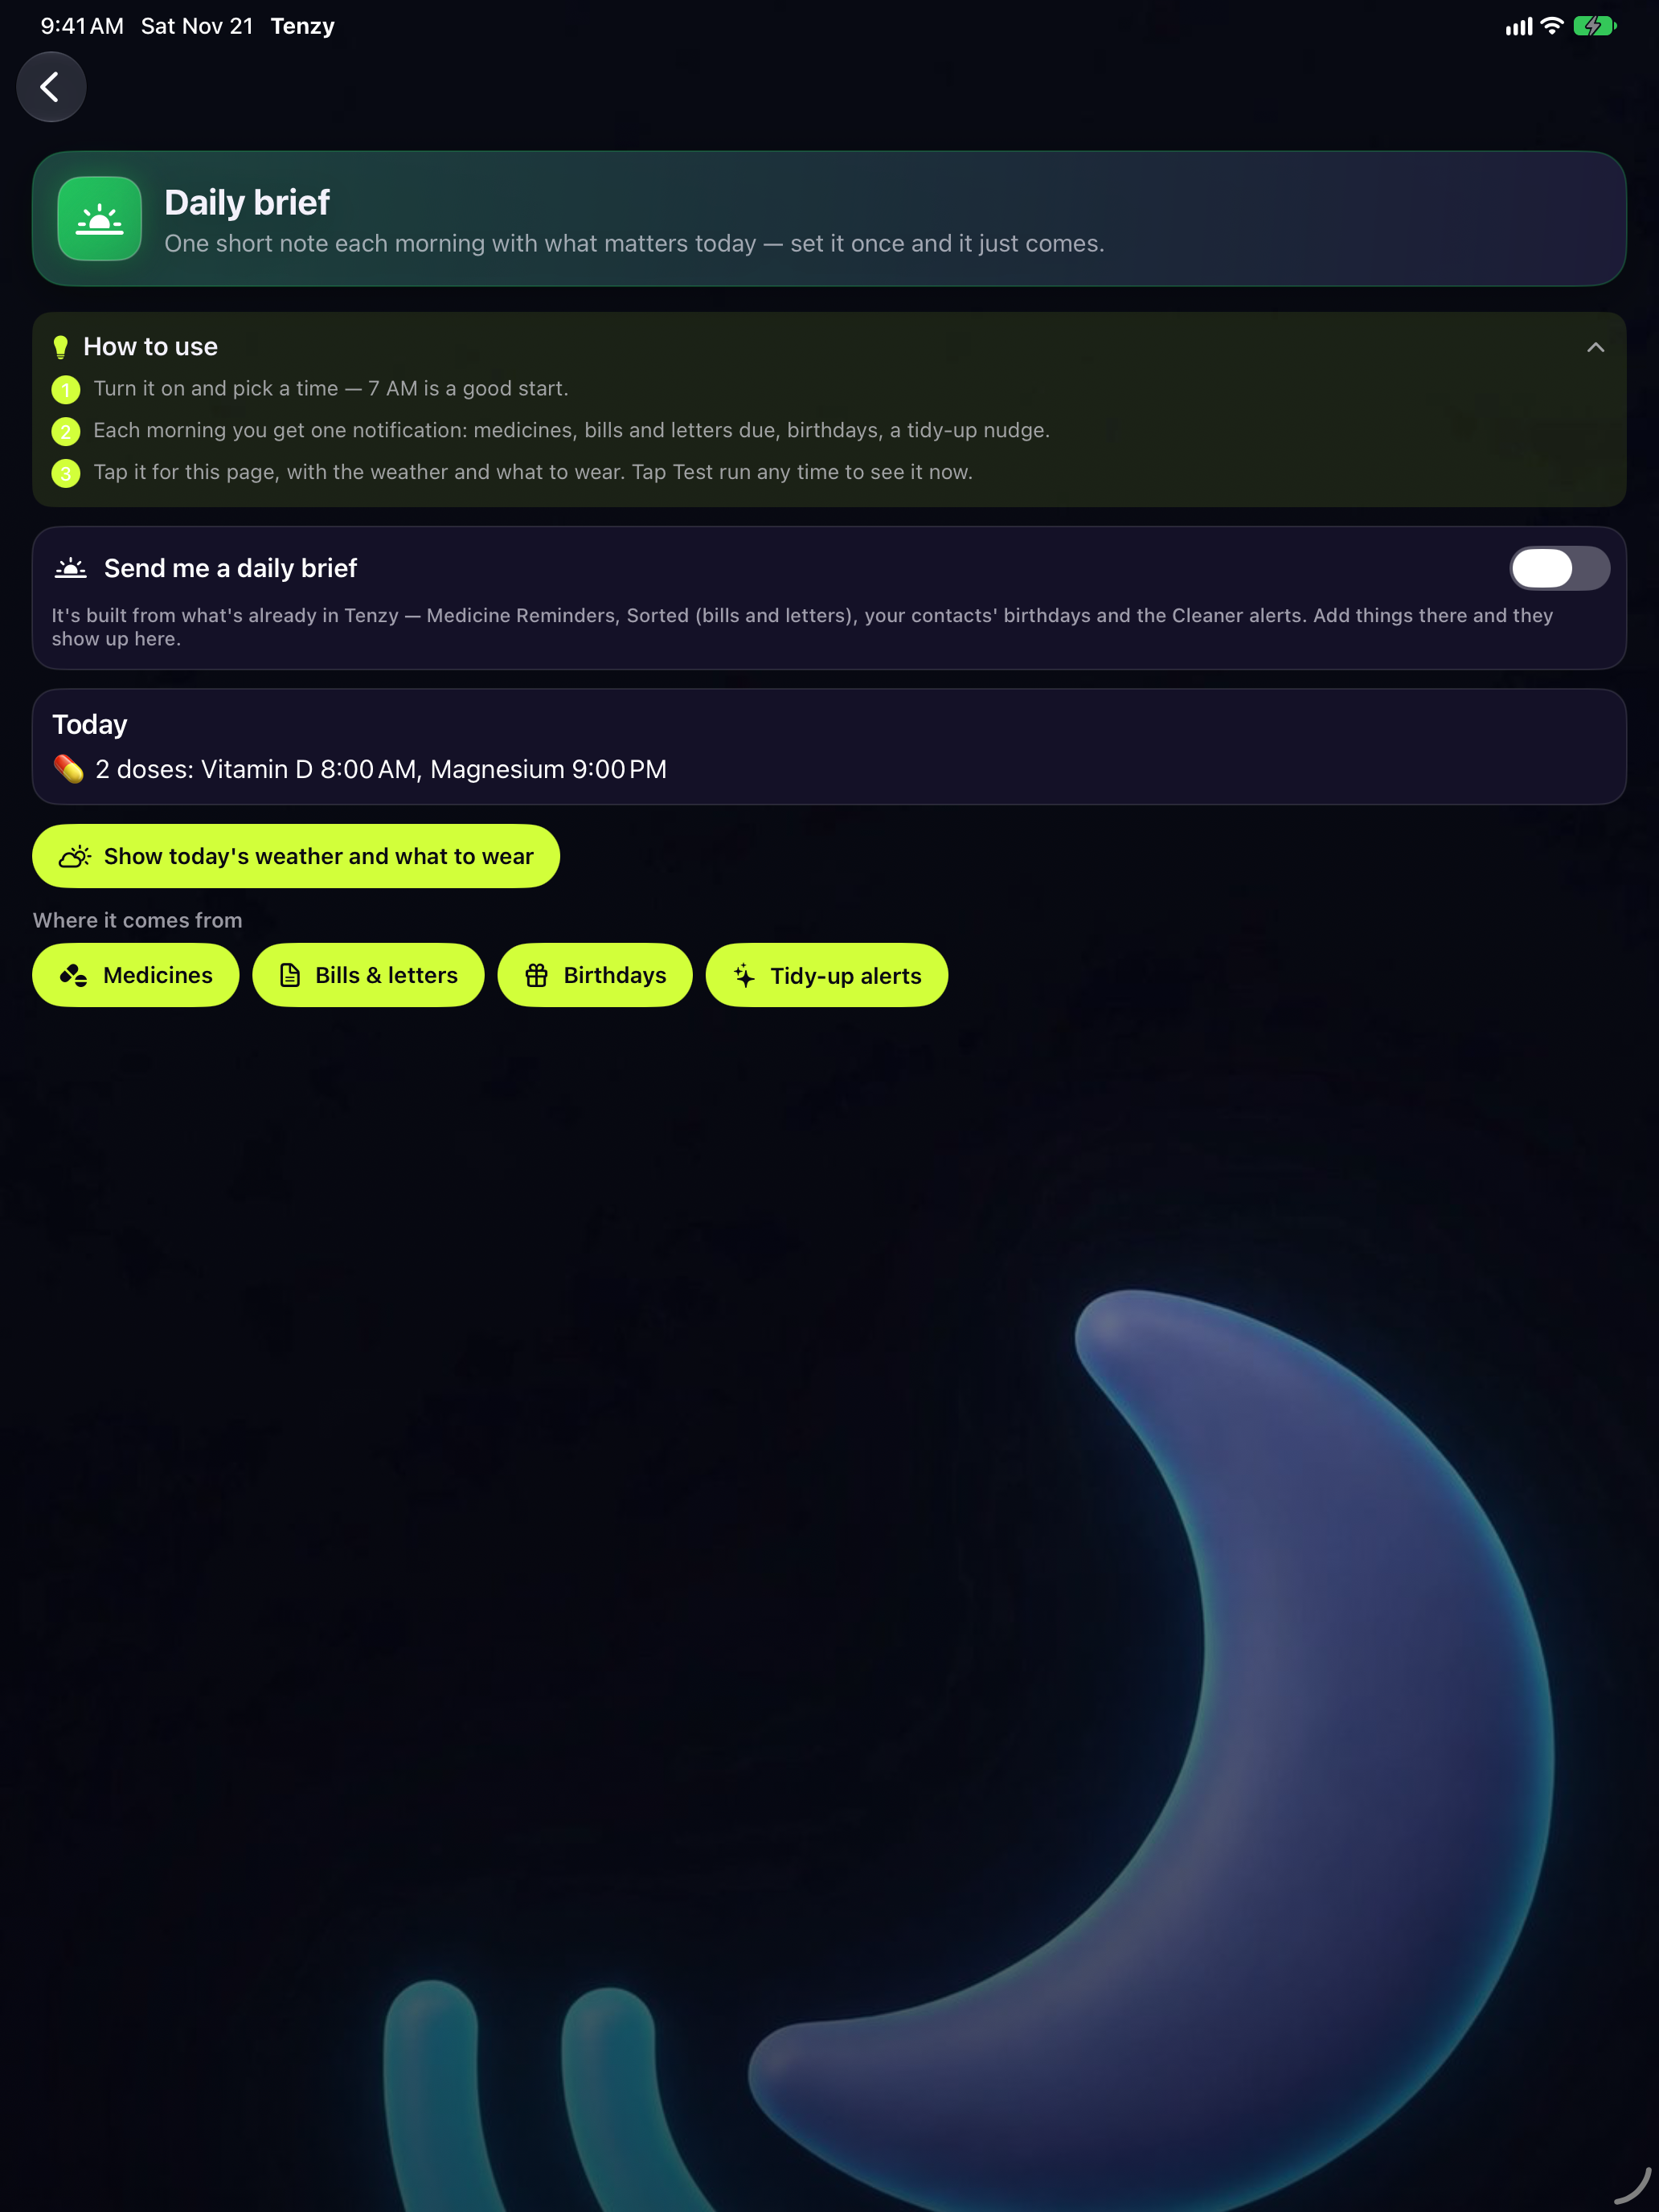 9:41 AM Sat Nov 21 Tenzy
Daily brief
One short note each morning with what matters today — set it once and it just comes.
How to use
1 Turn it on and pick a time — 7 AM is a good start.
2 Each morning you get one notification: medicines, bills and letters due, birthdays, a tidy-up nudge.
3 Tap it for this page, with the weather and what to wear. Tap Test run any time to see it now.
Send me a daily brief
It's built from what's already in Tenzy — Medicine Reminders, Sorted (bills and letters), your contacts' birthdays and the Cleaner alerts. Add things there and they
show up here.
Today
2 doses: Vitamin D 8:00 AM, Magnesium 9:00 PM
Show today's weather and what to wear
Where it comes from
Medicines Bills & letters Birthdays Tidy-up alerts